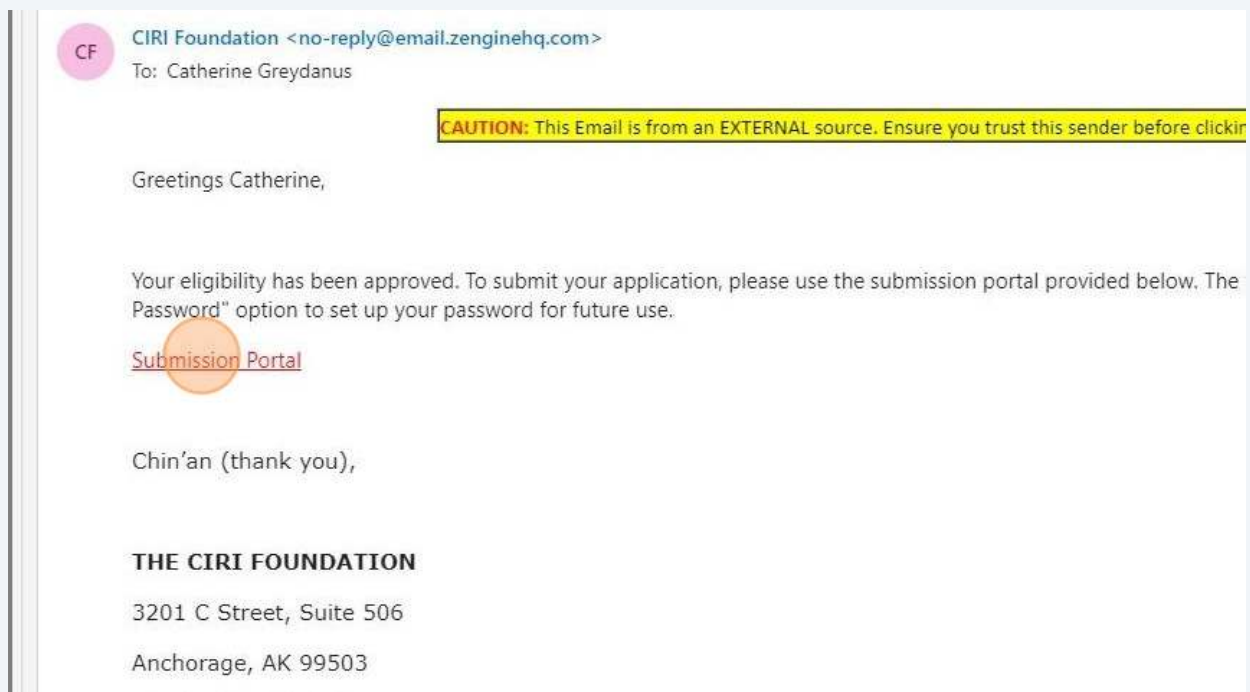 CF
CIRI Foundation <no-reply@email.zenginehq.com>
To: Catherine Greydanus
CAUTION: This Email is from an EXTERNAL source. Ensure you trust this sender before
Greetings Catherine,
Your eligibility has been approved. To submit your application, please use the submission portal provided below. The
Password" option to set up your password for future use.
Submission Portal
Chin'an (thank you),
THE CIRI FOUNDATION
3201 C Street, Suite 506
Anchorage, AK 99503